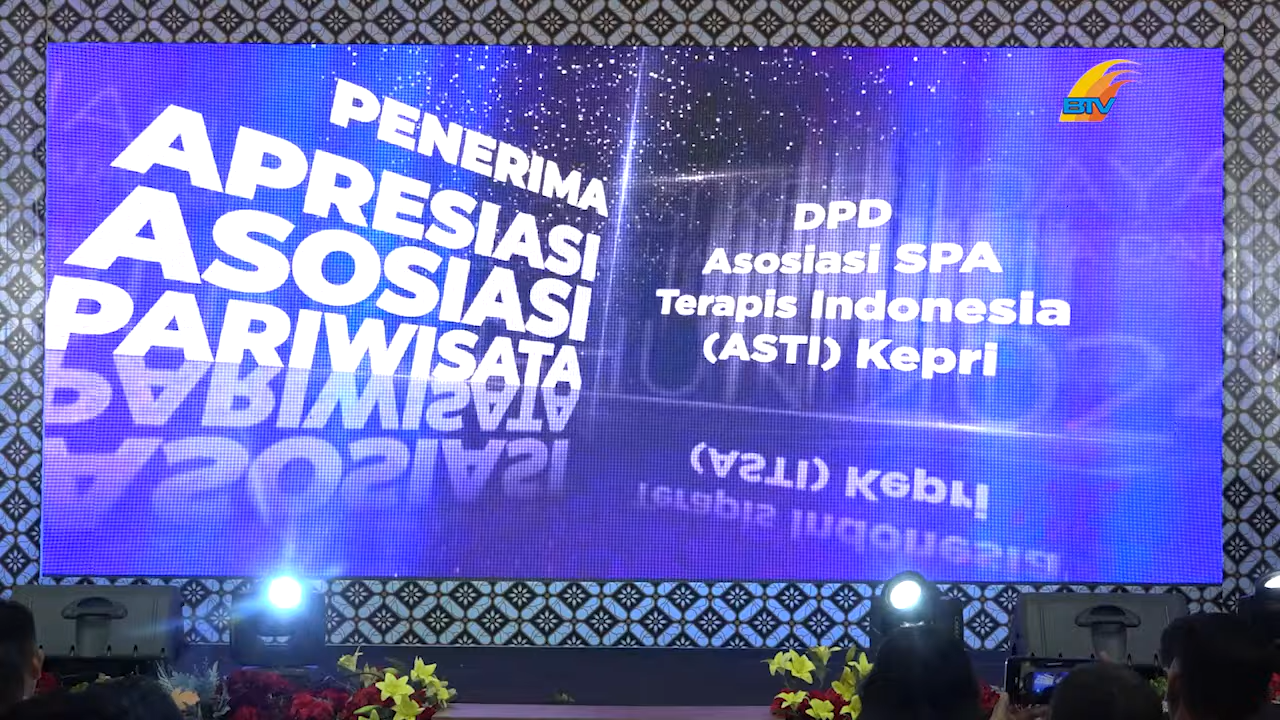 PENERIMA
APRESIASI
ASOSIASI
PARIWISATA
DPD
Asosiasi SPA
Terapis Indonesia
(ASTI) Kepri
BTV